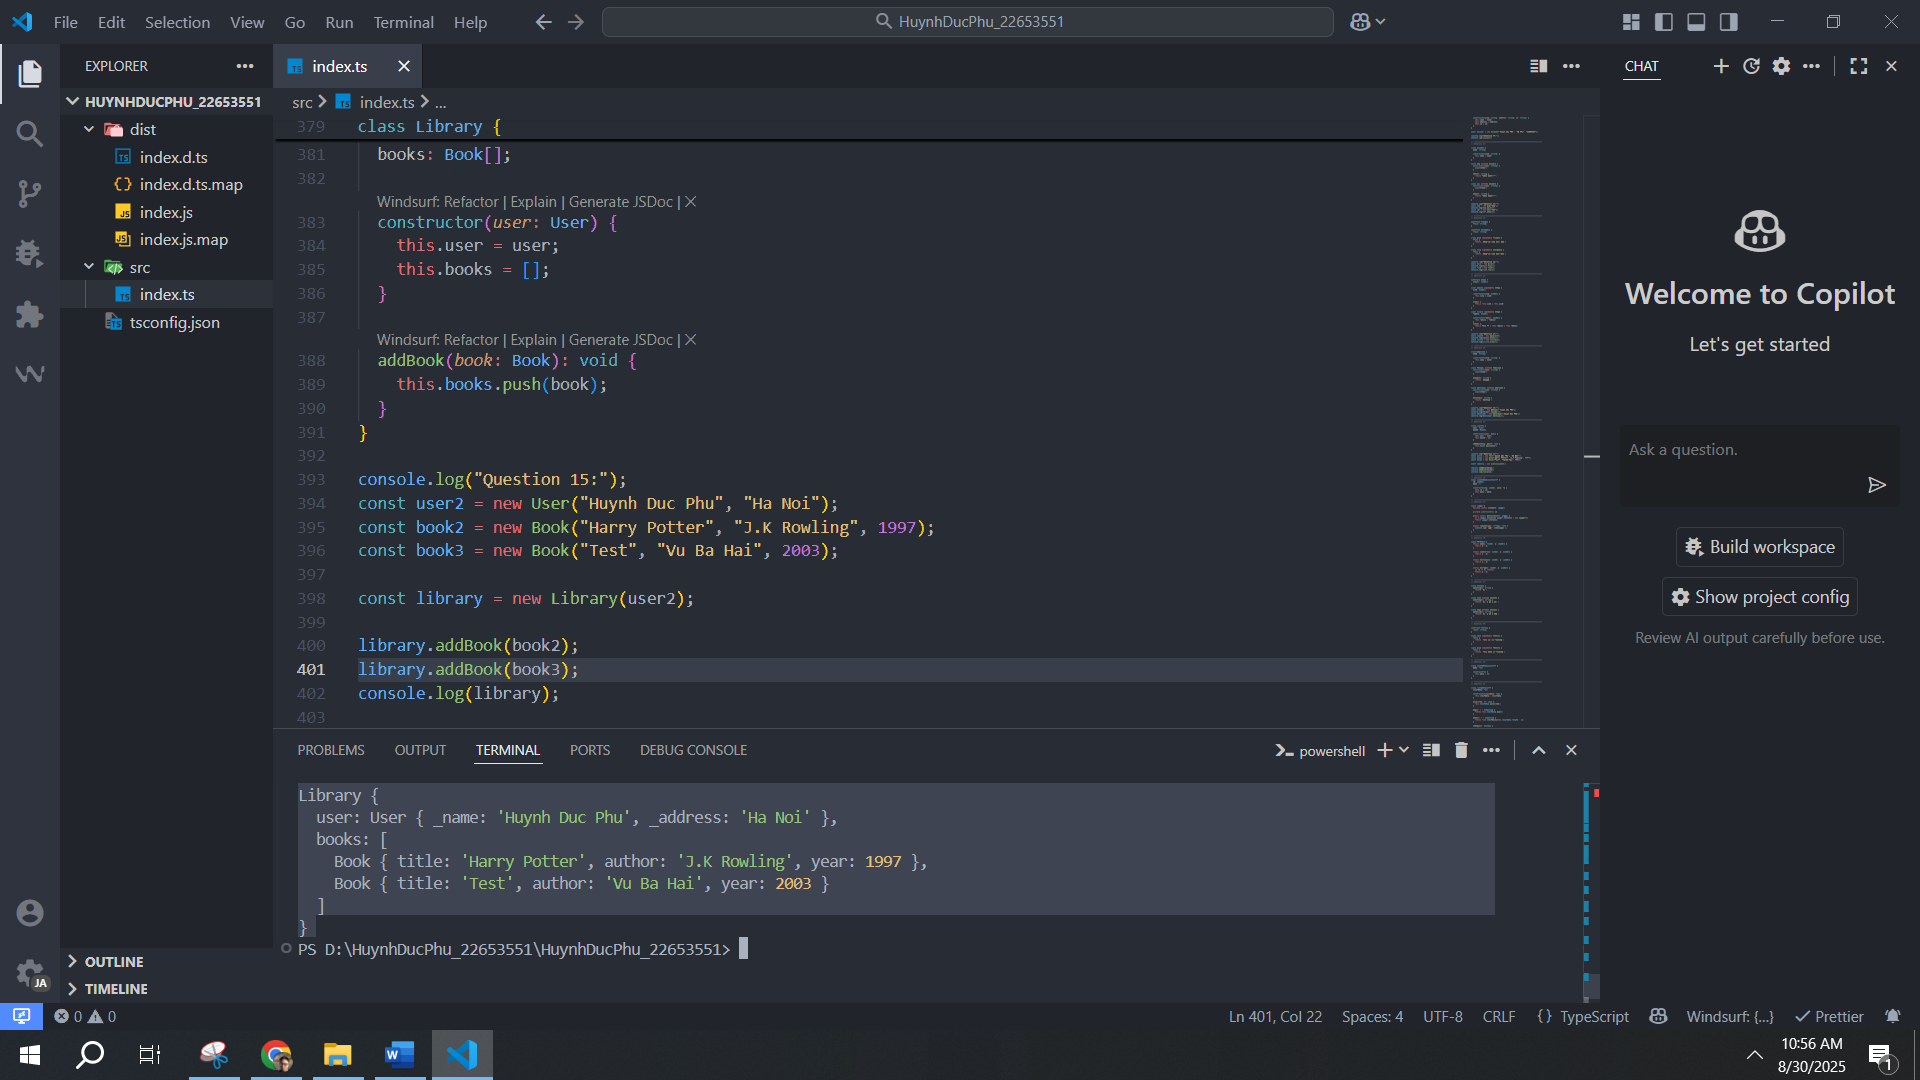 File Edit Selection View Go Run Terminal Help
HuynhDucPhu_22653551
EXPLORER
HUYNHDUCPHU_22653551
dist
index.d.ts
index.d.ts.map
index.js
index.js.map
src
index.ts
tsconfig.json
OUTLINE
TIMELINE
index.ts
src > index.ts > ...
379 class Library {
381 books: Book[];
382
Windsurf: Refactor | Explain | Generate JSDoc | X
383 constructor(user: User) {
384 this.user = user;
385 this.books = [];
386 }
387
Windsurf: Refactor | Explain | Generate JSDoc | X
388 addBook(book: Book): void {
389 this.books.push(book);
390 }
391 }
392
393 console.log("Question 15:");
394 const user2 = new User("Huynh Duc Phu", "Ha Noi");
395 const book2 = new Book("Harry Potter", "J.K Rowling", 1997);
396 const book3 = new Book("Test", "Vu Ba Hai", 2003);
397
398 const library = new Library(user2);
399
400 library.addBook(book2);
401 library.addBook(book3);
402 console.log(library);
403
PROBLEMS OUTPUT TERMINAL PORTS DEBUG CONSOLE
powershell
Library {
user: User { _name: 'Huynh Duc Phu', _address: 'Ha Noi' },
books: [
Book { title: 'Harry Potter', author: 'J.K Rowling', year: 1997 },
Book { title: 'Test', author: 'Vu Ba Hai', year: 2003 }
]
}
PS D:\HuynhDucPhu_22653551\HuynhDucPhu_22653551>
CHAT
Welcome to Copilot
Let's get started
Ask a question.
Build workspace
Show project config
Review AI output carefully before use.
JA
0 0
Ln 401, Col 22 Spaces: 4 UTF-8 CRLF {} TypeScript Windsurf: {...} Prettier
10:56 AM
8/30/2025
1